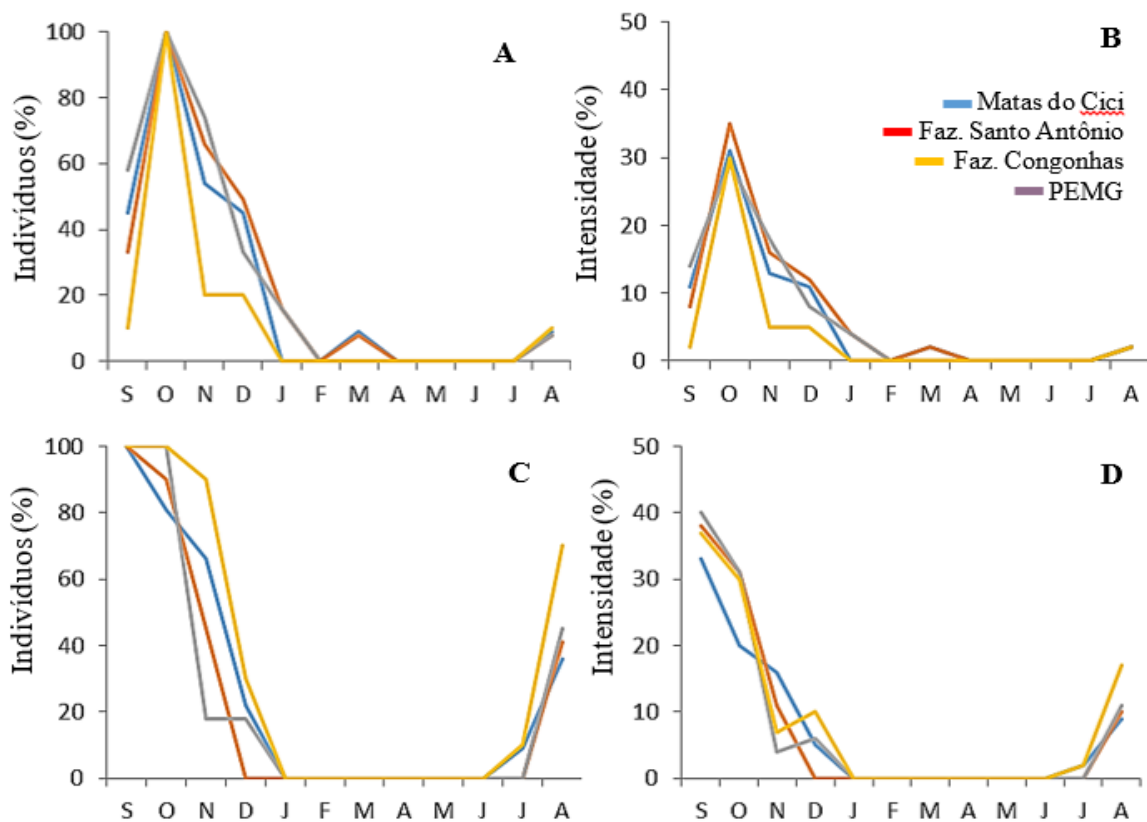 A
Indivíduos (%)
100
80
60
40
20
0
S O N D J F M A M J J A
B
Intensidade (%)
50
40
30
20
10
0
Matas do Cici
Faz. Santo Antônio
Faz. Congonhas
PEMG
S O N D J F M A M J J A
C
Indivíduos (%)
100
80
60
40
20
0
S O N D J F M A M J J A
D
Intensidade (%)
50
40
30
20
10
0
S O N D J F M A M J J A